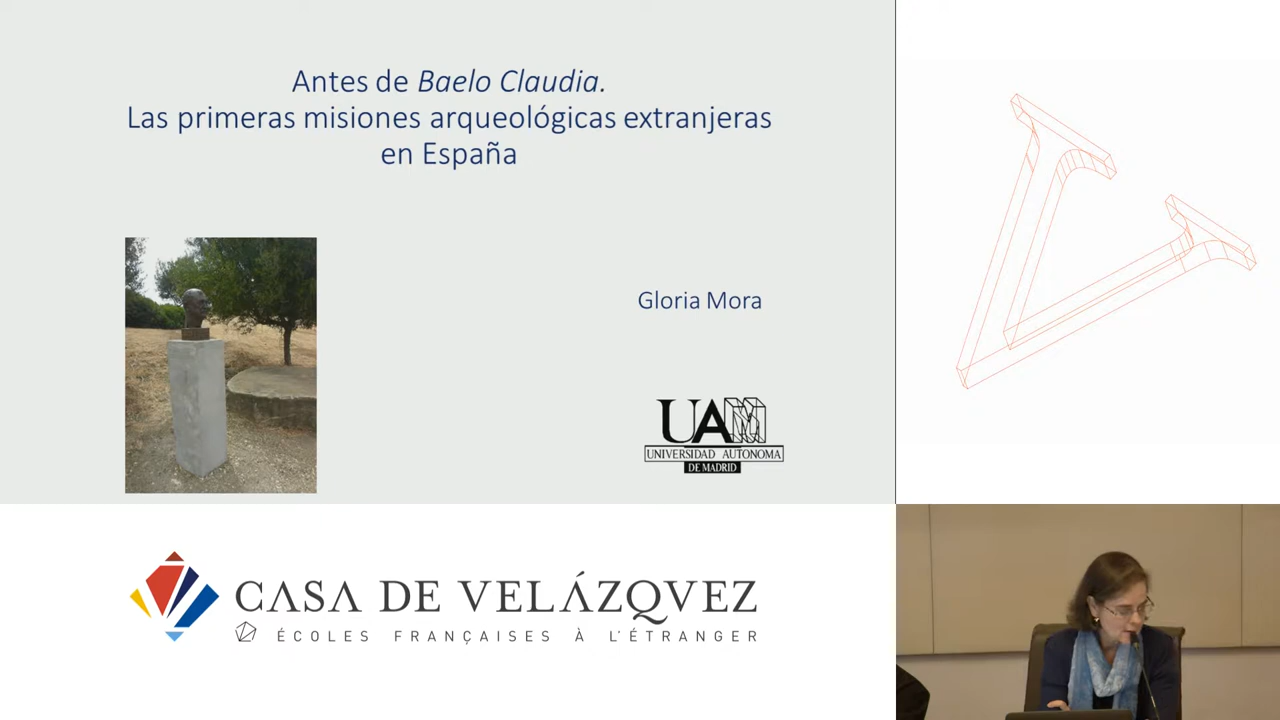 Antes de Baelo Claudia.
Las primeras misiones arqueológicas extranjeras
en España
Gloria Mora
UAM
UNIVERSIDAD AUTONOMA
DE MADRID
CASA DE VELÁZQVEZ
ÉCOLES FRANÇAISES À L'ÉTRANGER